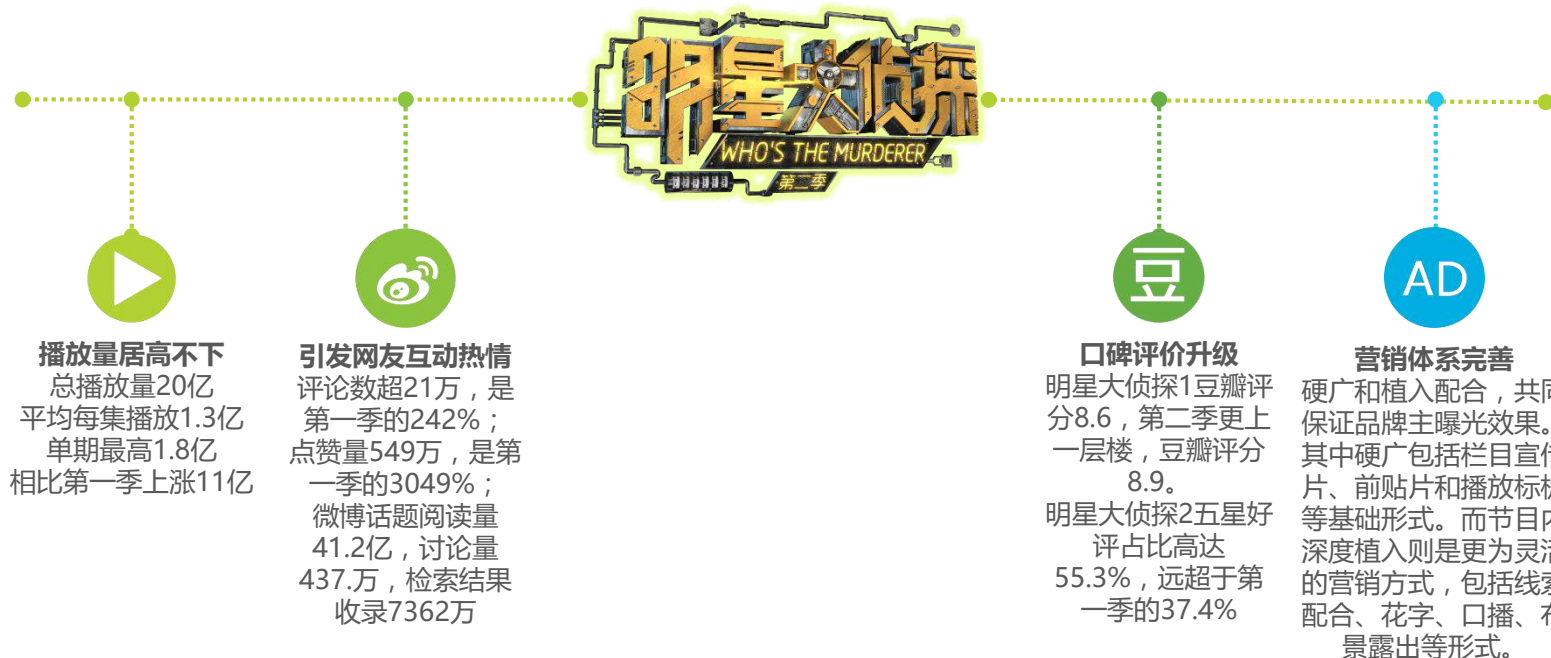 明星大侦探
WHO'S THE MURDERER
第二季
播放量居高不下
总播放量20亿
平均每集播放1.3亿
单期最高1.8亿
相比第一季上涨11亿
引发网友互动热情
评论数超21万，是
第一季的242%；
点赞量549万，是第
一季的3049%；
微博话题阅读量
41.2亿，讨论量
437.万，检索结果
收录7362万
豆
口碑评价升级
明星大侦探1豆瓣评
分8.6，第二季更上
一层楼，豆瓣评分
8.9。
明星大侦探2五星好
评占比高达
55.3%，远超于第
一季的37.4%
AD
营销体系完善
硬广和植入配合，共同
保证品牌主曝光效果。
其中硬广包括栏目宣传
片、前贴片和播放标板
等基础形式。而节目内
深度植入则是更为灵活
的营销方式，包括线索
配合、花字、口播、布
景露出等形式。